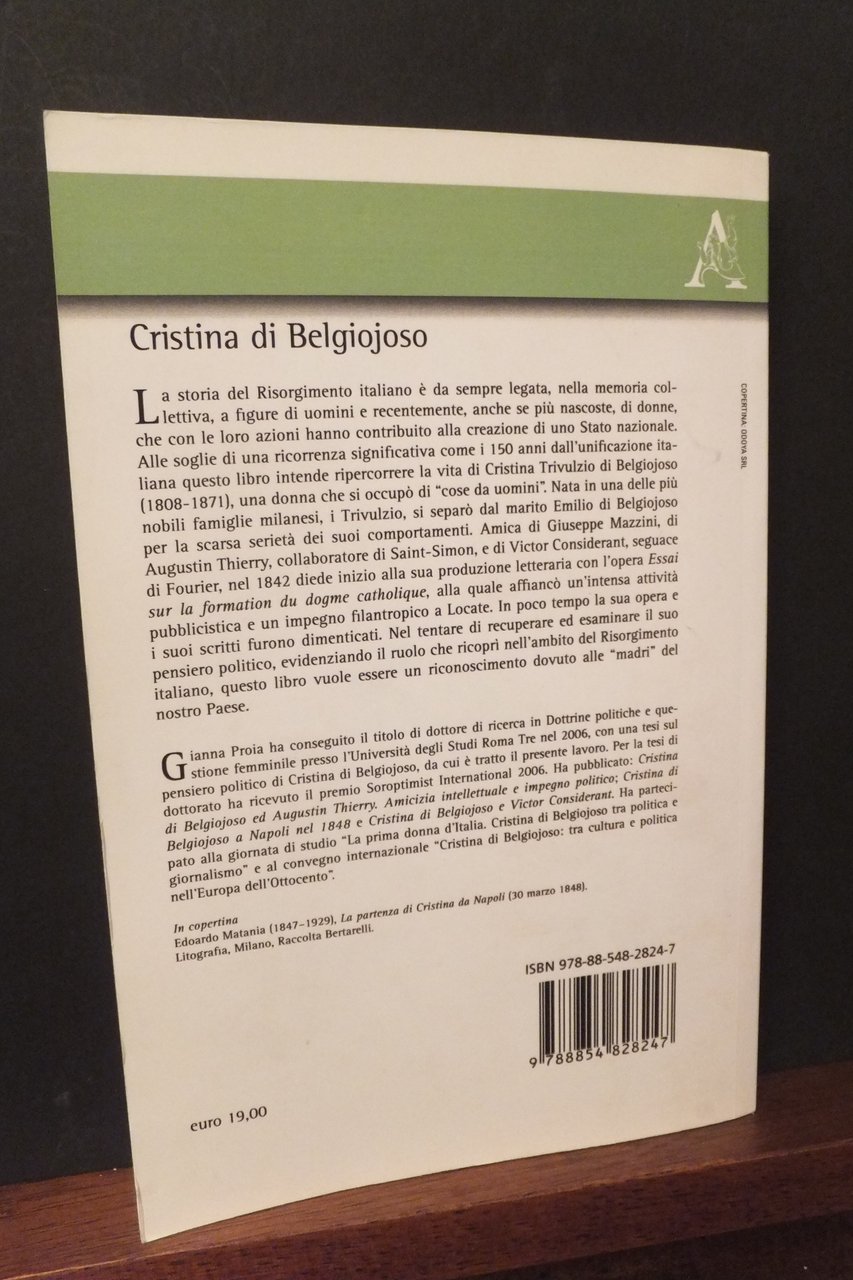 A
Cristina di Belgiojoso
COPERTINA: ODOYA SRL
La storia del Risorgimento italiano è da sempre legata, nella memoria col-
lettiva, a figure di uomini e recentemente, anche se più nascoste, di donne,
che con le loro azioni hanno contribuito alla creazione di uno Stato nazionale.
Alle soglie di una ricorrenza significativa come i 150 anni dall'unificazione ita-
liana questo libro intende ripercorrere la vita di Cristina Trivulzio di Belgiojoso
(1808-1871), una donna che si occupò di “cose da uomini”. Nata in una delle più
nobili famiglie milanesi, i Trivulzio, si separò dal marito Emilio di Belgiojoso
per la scarsa serietà dei suoi comportamenti. Amica di Giuseppe Mazzini, di
Augustin Thierry, collaboratore di Saint-Simon, e di Victor Considerant, seguace
di Fourier, nel 1842 diede inizio alla sua produzione letteraria con l'opera Essai
sur la formation du dogme catholique, alla quale affiancò un'intensa attività
pubblicistica e un impegno filantropico a Locate. In poco tempo la sua opera e
i suoi scritti furono dimenticati. Nel tentare di recuperare ed esaminare il suo
pensiero politico, evidenziando il ruolo che ricoprì nell'ambito del Risorgimento
italiano, questo libro vuole essere un riconoscimento dovuto alle “madri” del
nostro Paese.
Gianna Proia ha conseguito il titolo di dottore di ricerca in Dottrine politiche e que-
stione femminile presso l'Università degli Studi Roma Tre nel 2006, con una tesi sul
pensiero politico di Cristina di Belgiojoso, da cui è tratto il presente lavoro. Per la tesi di
dottorato ha ricevuto il premio Soroptimist International 2006. Ha pubblicato: Cristina
di Belgiojoso ed Augustin Thierry. Amicizia intellettuale e impegno politico; Cristina di
Belgiojoso a Napoli nel 1848 e Cristina di Belgiojoso e Victor Considerant. Ha parteci-
pato alla giornata di studio “La prima donna d'Italia. Cristina di Belgiojoso tra politica e
giornalismo” e al convegno internazionale “Cristina di Belgiojoso: tra cultura e politica
nell'Europa dell'Ottocento”.
In copertina
Edoardo Matania (1847-1929), La partenza di Cristina da Napoli (30 marzo 1848).
Litografia, Milano, Raccolta Bertarelli.
ISBN 978-88-548-2824-7
9 788854 828247
euro 19,00